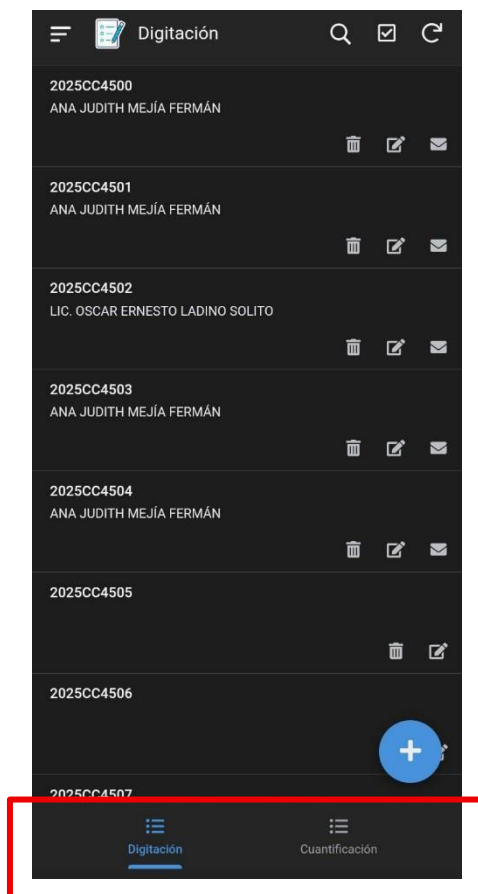 Digitación
2025CC4500
ANA JUDITH MEJÍA FERMÁN
2025CC4501
ANA JUDITH MEJÍA FERMÁN
2025CC4502
LIC. OSCAR ERNESTO LADINO SOLITO
2025CC4503
ANA JUDITH MEJÍA FERMÁN
2025CC4504
ANA JUDITH MEJÍA FERMÁN
2025CC4505
2025CC4506
2025CC4507
Digitación Cuantificación